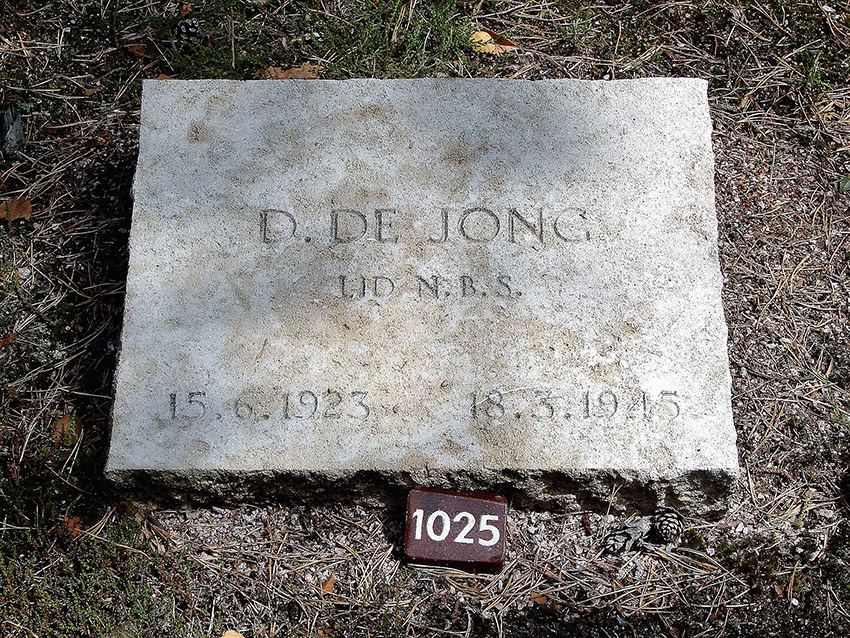 D. DE JONG
LID N.B.S.
15.6.1923 18.3.1945
1025